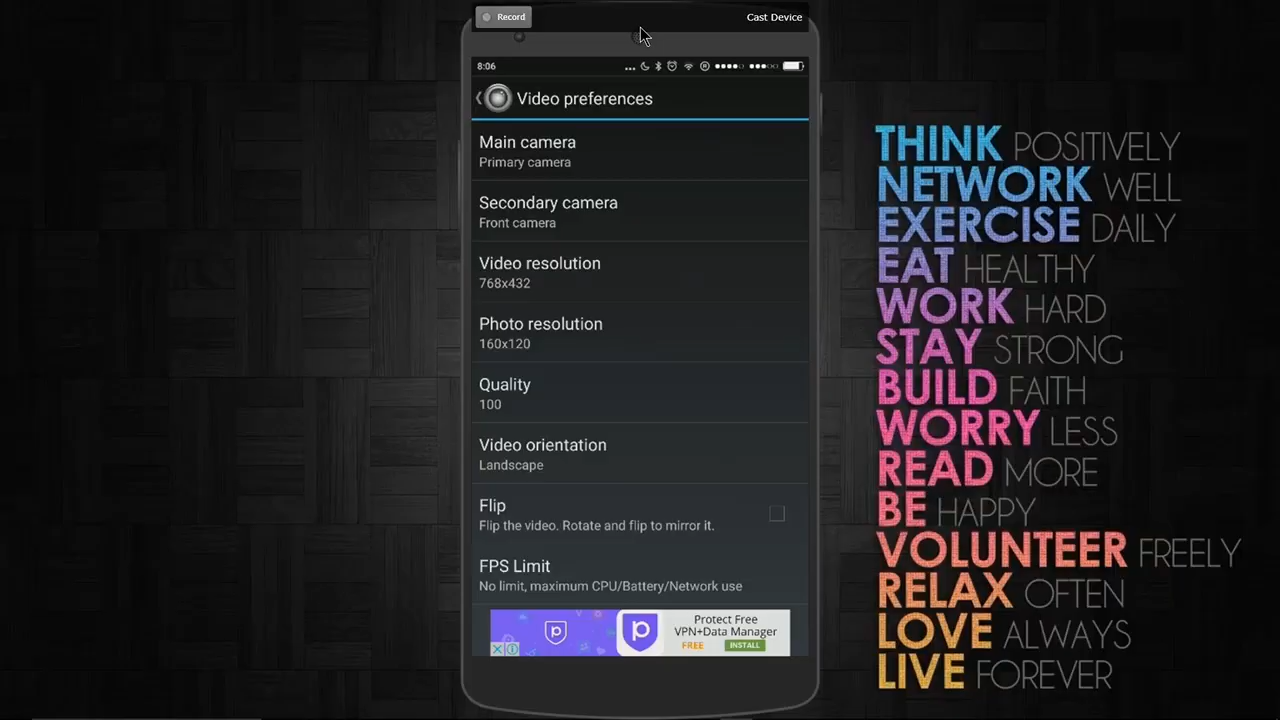 Record
Cast Device
8:06
Video preferences
Main camera
Primary camera
Secondary camera
Front camera
Video resolution
768x432
Photo resolution
160x120
Quality
100
Video orientation
Landscape
Flip
Flip the video. Rotate and flip to mirror it.
FPS Limit
No limit, maximum CPU/Battery/Network use
Protect Free
VPN+Data Manager
FREE INSTALL
THINK POSITIVELY
NETWORK WELL
EXERCISE DAILY
EAT HEALTHY
WORK HARD
STAY STRONG
BUILD FAITH
WORRY LESS
READ MORE
BE HAPPY
VOLUNTEER FREELY
RELAX OFTEN
LOVE ALWAYS
LIVE FOREVER